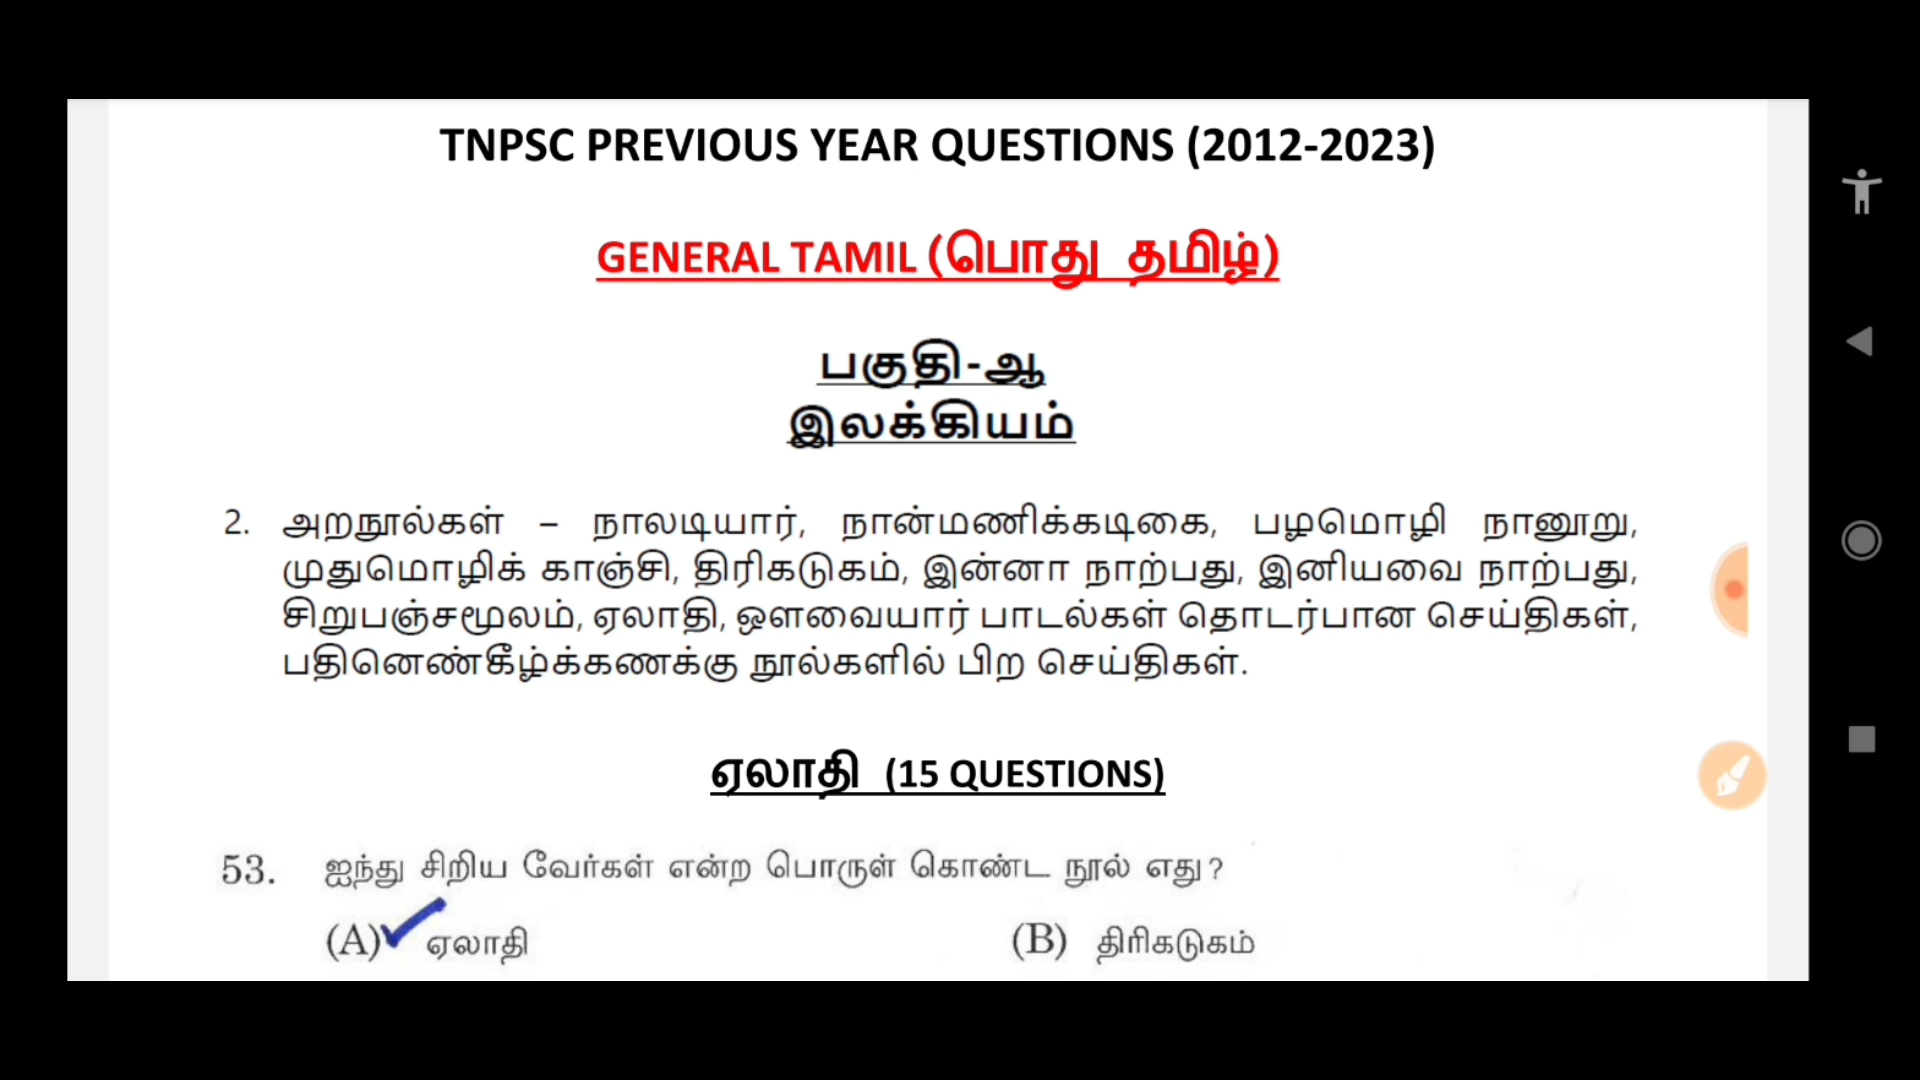 TNPSC PREVIOUS YEAR QUESTIONS (2012-2023)
GENERAL TAMIL (பொது தமிழ்)
பகுதி-ஆ
இலக்கியம்
2. அறநூல்கள் – நாலடியார், நான்மணிக்கடிகை, பழமொழி நானூறு,
முதுமொழிக் காஞ்சி, திரிகடுகம், இன்னா நாற்பது, இனியவை நாற்பது,
சிறுபஞ்சமூலம், ஏலாதி, ஔவையார் பாடல்கள் தொடர்பான செய்திகள்,
பதினெண்கீழ்க்கணக்கு நூல்களில் பிற செய்திகள்.
ஏலாதி (15 QUESTIONS)
53. ஐந்து சிறிய வேர்கள் என்ற பொருள் கொண்ட நூல் எது?
(A) ஏலாதி (B) திரிகடுகம்